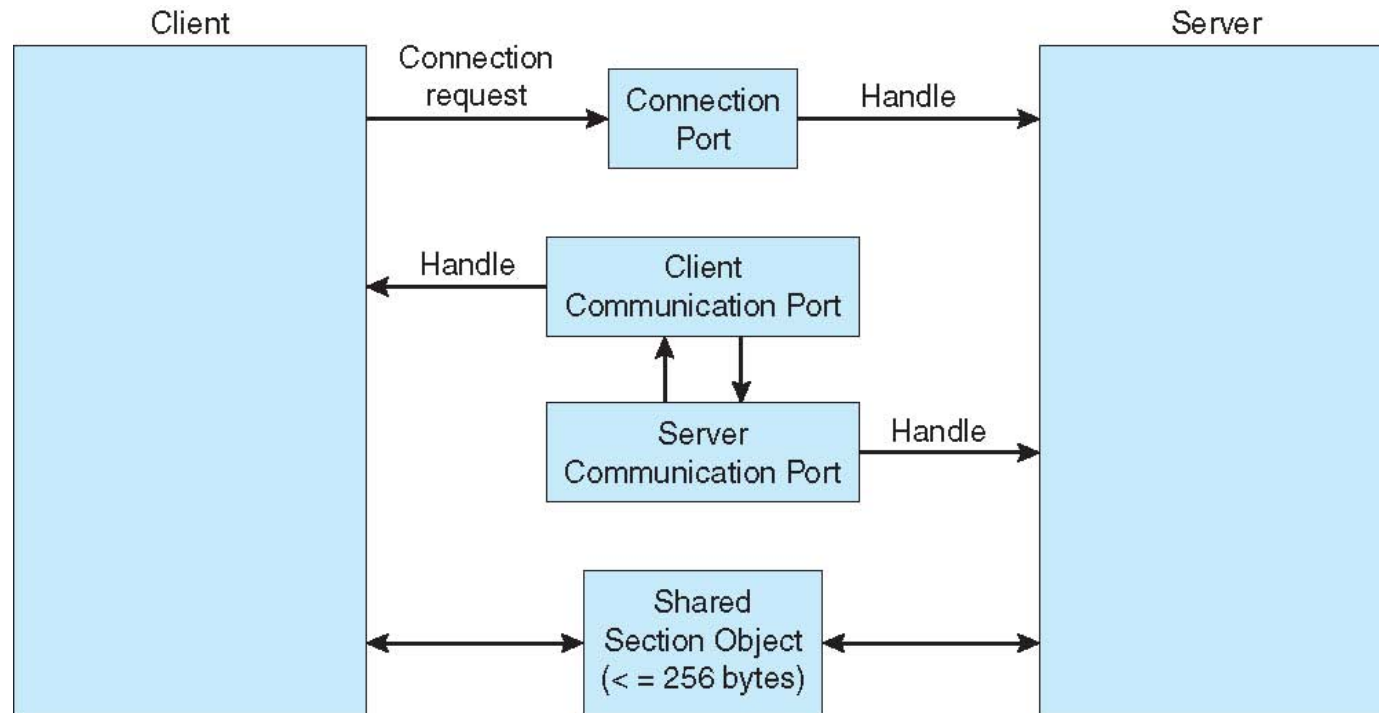 Client
Server
Connection
request
Connection
Port
Handle
Handle
Client
Communication Port
Server
Communication Port
Handle
Shared
Section Object
(< = 256 bytes)